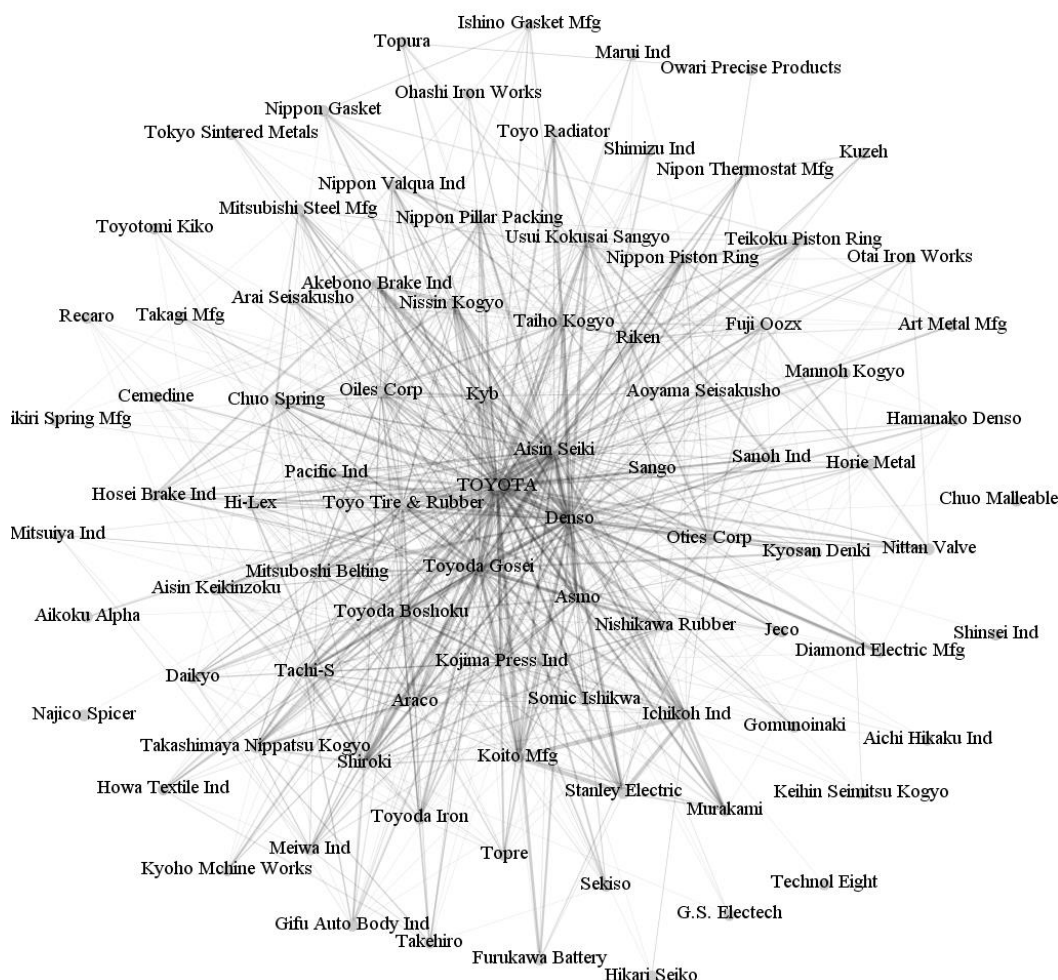 Ishino Gasket Mfg
Topura
Marui Ind
Owari Precise Products
Ohashi Iron Works
Nippon Gasket
Tokyo Sintered Metals
Toyo Radiator
Shimizu Ind
Kuzeh
Nipon Thermostat Mfg
Nippon Valqua Ind
Mitsubishi Steel Mfg
Nippon Pillar Packing
Toyotomi Kiko
Usui Kokusai Sangyo
Teikoku Piston Ring
Nippon Piston Ring
Otai Iron Works
Akebono Brake Ind
Arai Seisakusho
Nissin Kogyo
Recaro
Takagi Mfg
Taiho Kogyo
Fuji Oozx
Art Metal Mfg
Riken
Mannoh Kogyo
Oiles Corp
Kyb
Aoyama Seisakusho
Cemedine
Chuo Spring
ikiri Spring Mfg
Hamanako Denso
Aisin Seiki
Sanoh Ind
Horie Metal
Pacific Ind
Sango
TOYOTA
Hosei Brake Ind
Hi-Lex
Toyo Tire & Rubber
Chuo Malleable
Denso
Mitsuiya Ind
Oties Corp
Kyosan Denki
Nittan Valve
Mitsuboshi Belting
Toyoda Gosei
Aisin Keikinzoku
Asmo
Aikoku Alpha
Toyoda Boshoku
Nishikawa Rubber
Jeco
Shinsei Ind
Diamond Electric Mfg
Kojima Press Ind
Daikyo
Tachi-S
Araco
Somic Ishikwa
Ichikoh Ind
Najico Spicer
Gomunoinaki
Aichi Hikaku Ind
Takashimaya Nippatsu Kogyo
Shiroki
Koito Mfg
Howa Textile Ind
Stanley Electric
Keihin Seimitsu Kogyo
Murakami
Toyoda Iron
Meiwa Ind
Topre
Kyoho Mchine Works
Sekiso
Technol Eight
G.S. Electech
Gifu Auto Body Ind
Takehiro
Furukawa Battery
Hikari Seiko